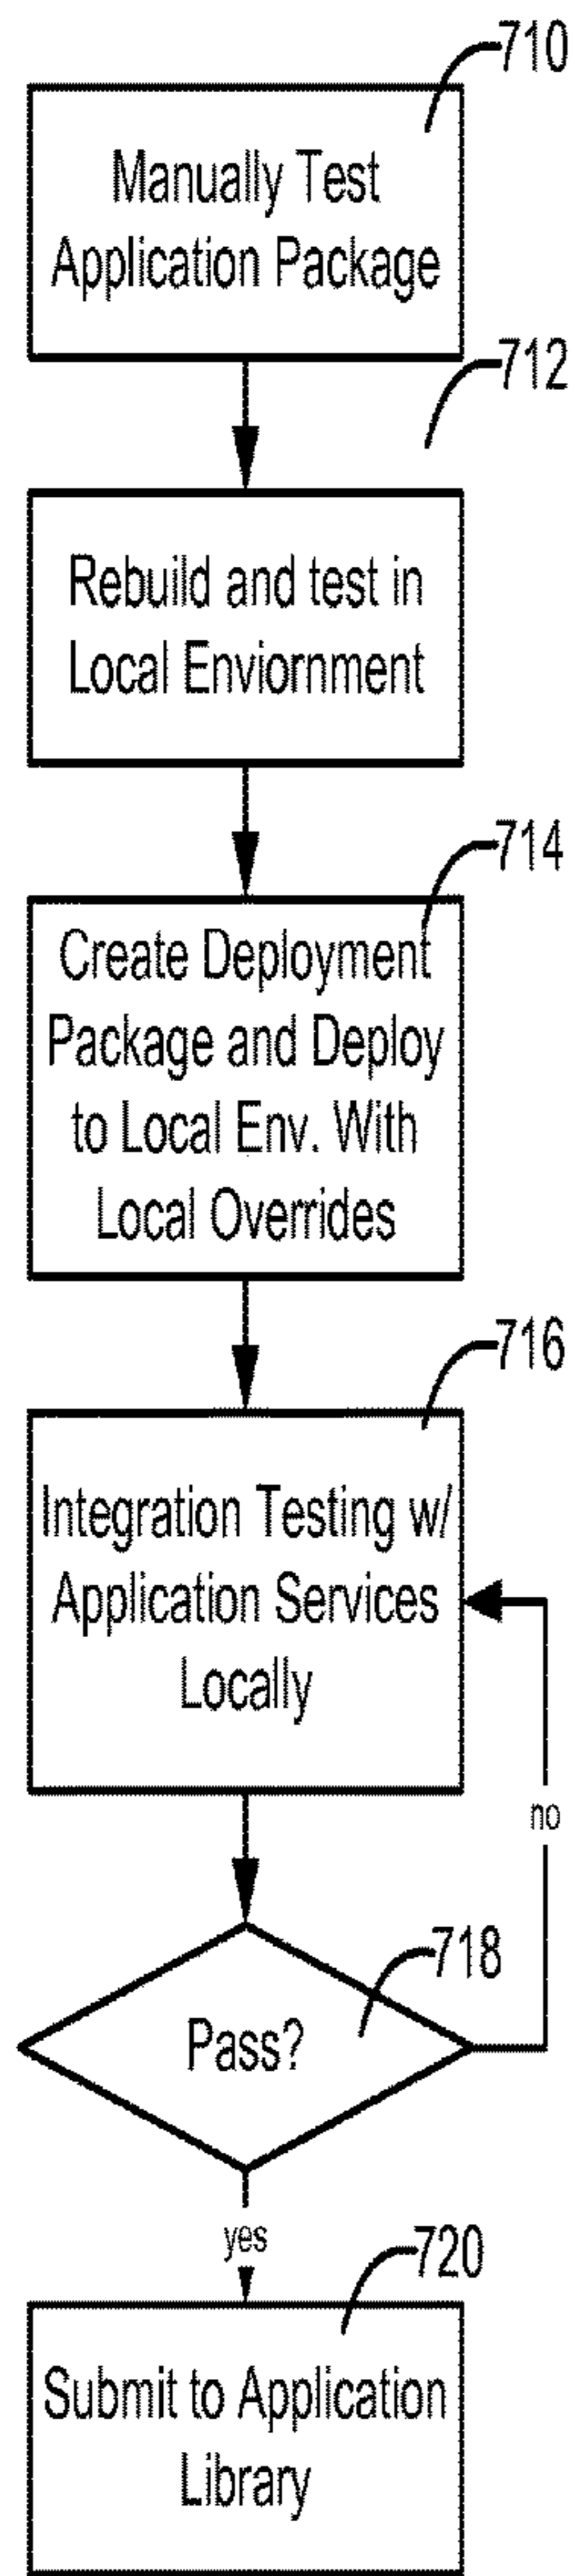 710
Manually Test
Application Package
712
Rebuild and test in
Local Enviornment
714
Create Deployment
Package and Deploy
to Local Env. With
Local Overrides
716
Integration Testing w/
Application Services
Locally
no
718
Pass?
yes
720
Submit to Application
Library